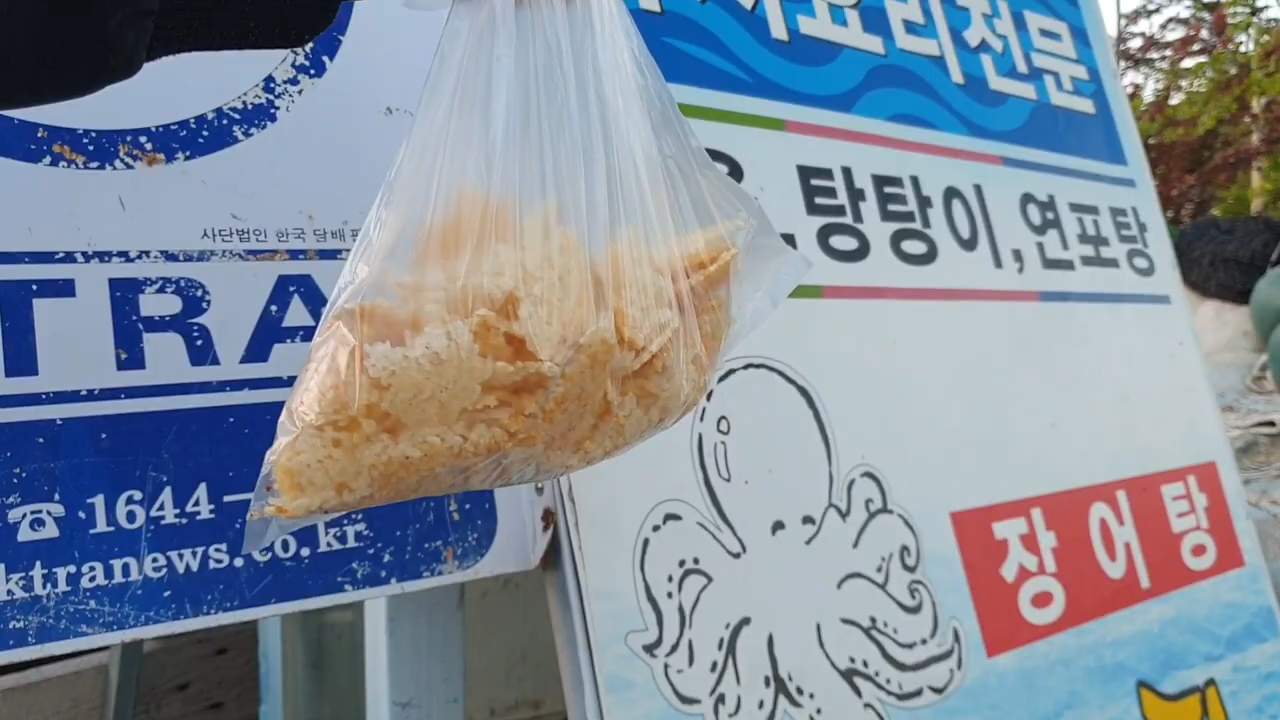 사단법인 한국 담배
TRA
☎ 1644-
ktranews.co.kr
요리전문
탕탕이, 연포탕
장어탕